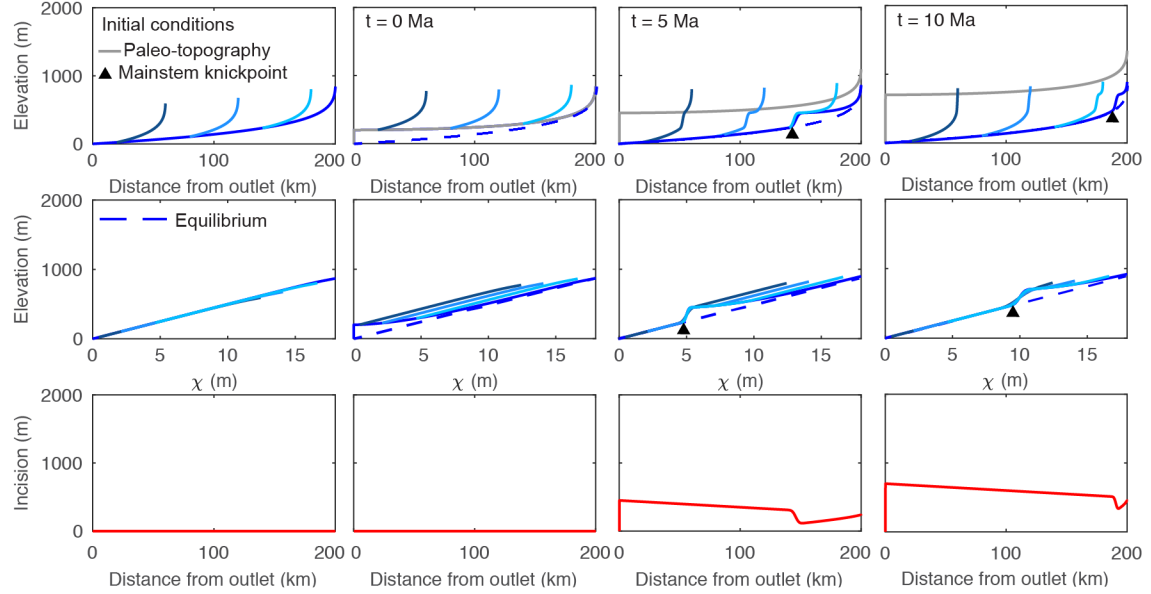 2000
Initial conditions
Paleo-topography
Mainstem knickpoint
1000
0
Elevation (m)
0
100
200
Distance from outlet (km)
t = 0 Ma
0
100
200
Distance from outlet (km)
t = 5 Ma
0
100
200
Distance from outlet (km)
t = 10 Ma
0
100
200
Distance from outlet (km)
2000
Equilibrium
1000
0
Elevation (m)
0
5
10
15
χ (m)
0
5
10
15
χ (m)
0
5
10
15
χ (m)
0
5
10
15
χ (m)
2000
1000
0
Incision (m)
0
100
200
Distance from outlet (km)
0
100
200
Distance from outlet (km)
0
100
200
Distance from outlet (km)
0
100
200
Distance from outlet (km)